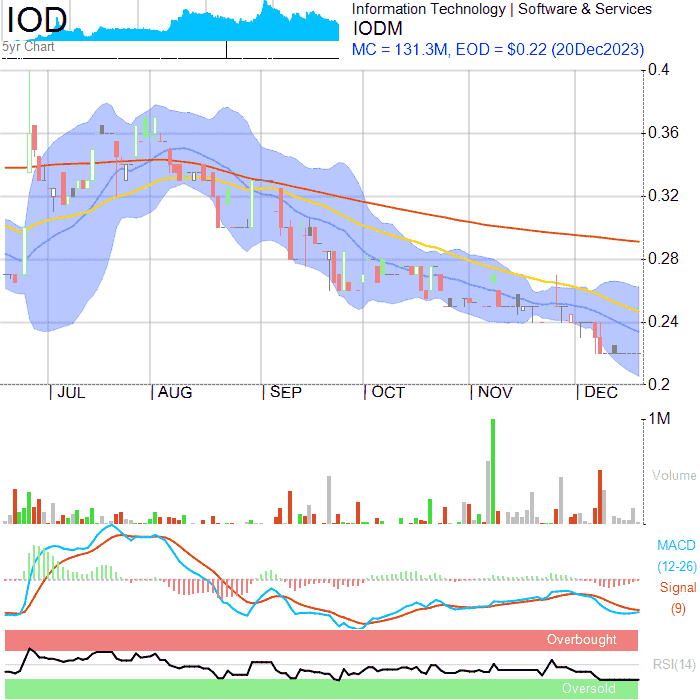 IOD
5yr Chart
Information Technology | Software & Services
IODM
MC = 131.3M, EOD = $0.22 (20Dec2023)
0.4
0.36
0.32
0.28
0.24
0.2
JUL AUG SEP OCT NOV DEC
1M
Volume
MACD
(12-26)
Signal
(9)
Overbought
RSI(14)
Oversold